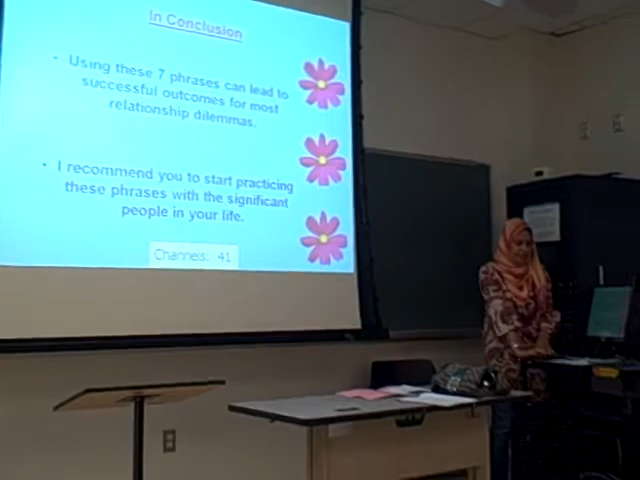 In Conclusion
• Using these 7 phrases can lead to
successful outcomes for most
relationship dilemmas.
• I recommend you to start practicing
these phrases with the significant
people in your life.
Channels: 41